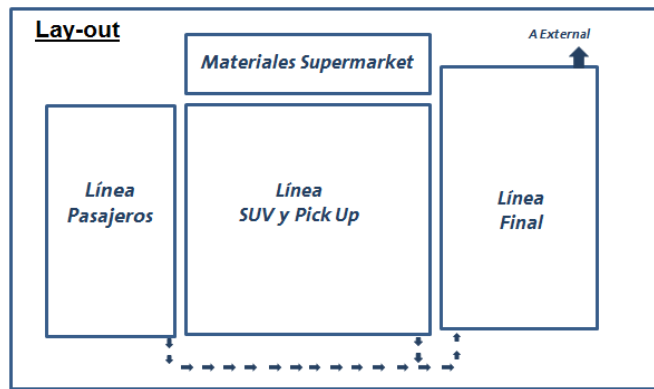 Lay-out
A External
Materiales Supermarket
Línea
Pasajeros
Línea
SUV y Pick Up
Línea
Final